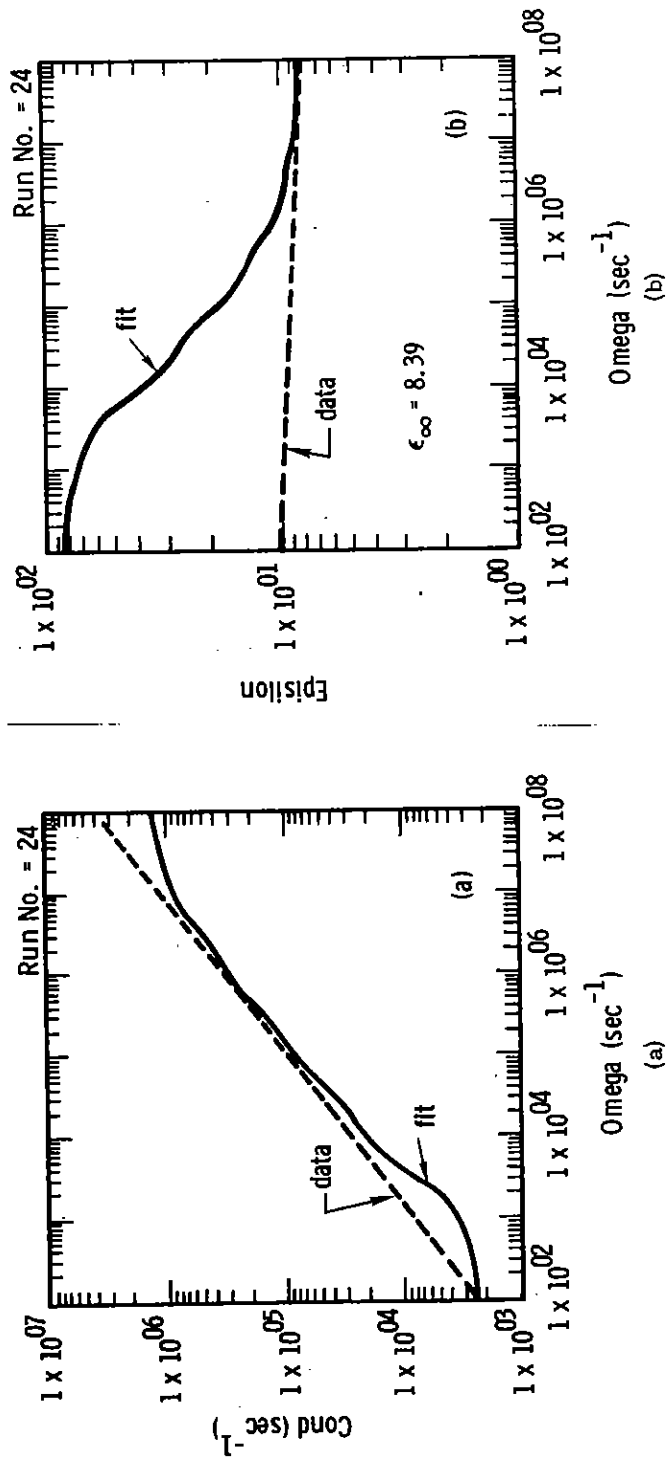 Run No. = 24
1 x 10^07
1 x 10^06
1 x 10^05
1 x 10^04
1 x 10^03
Cond (sec^-1)
data
fit
(a)
1 x 10^02
1 x 10^04
1 x 10^06
1 x 10^08
Omega (sec^-1)
(a)
Run No. = 24
1 x 10^02
1 x 10^01
1 x 10^00
Episilon
fit
data
ϵ∞ = 8.39
(b)
1 x 10^02
1 x 10^04
1 x 10^06
1 x 10^08
Omega (sec^-1)
(b)